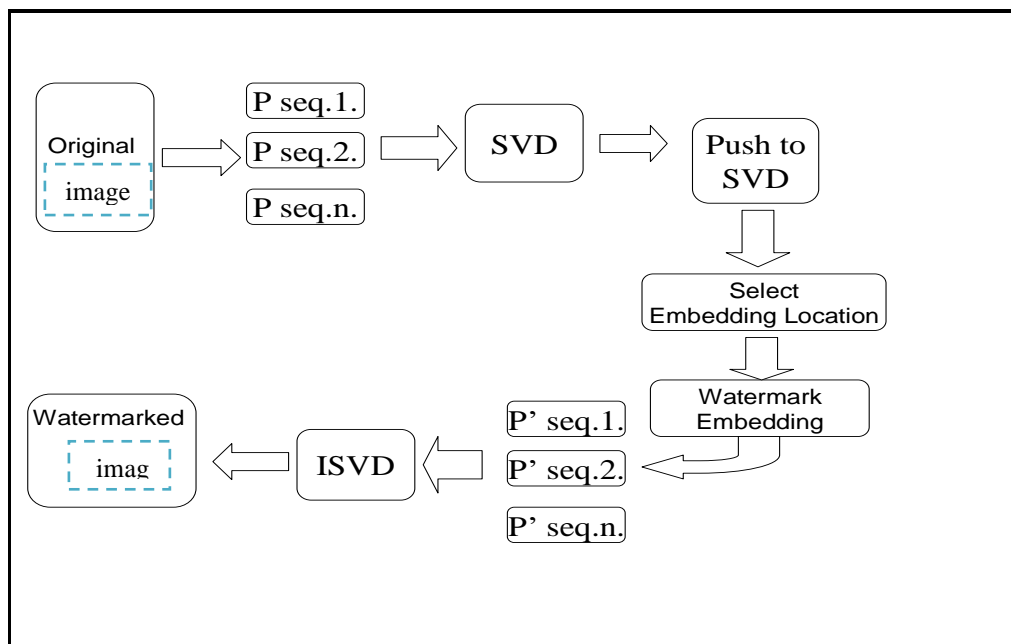 Original
image
P seq.1.
P seq.2.
P seq.n.
SVD
Push to
SVD
Select
Embedding Location
Watermark
Embedding
P’ seq.1.
P’ seq.2.
P’ seq.n.
ISVD
Watermarked
imag